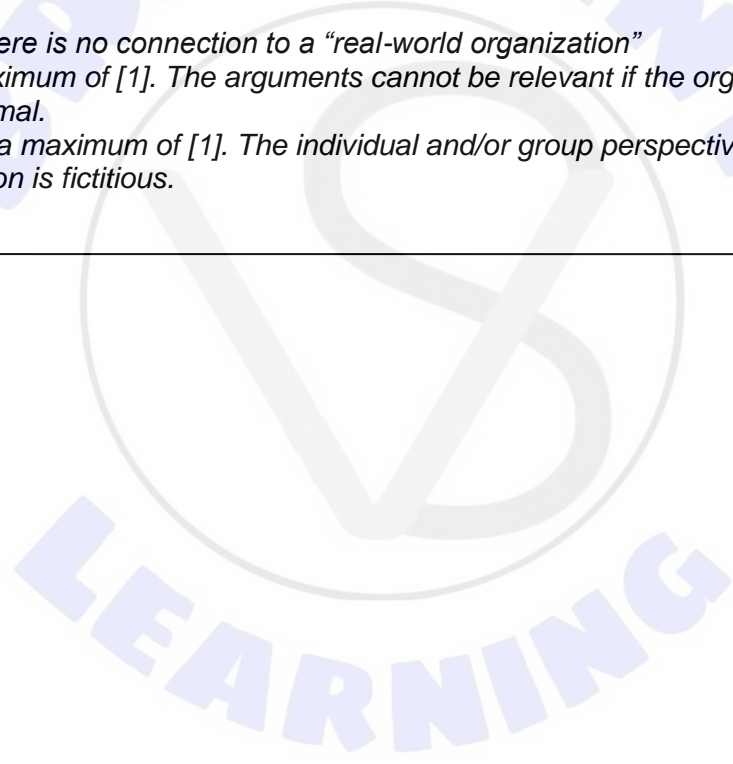 ere is no connection to a “real-world organization”
ximum of [1]. The arguments cannot be relevant if the org
mal.
a maximum of [1]. The individual and/or group perspectiv
on is fictitious.
VS
LEARNING